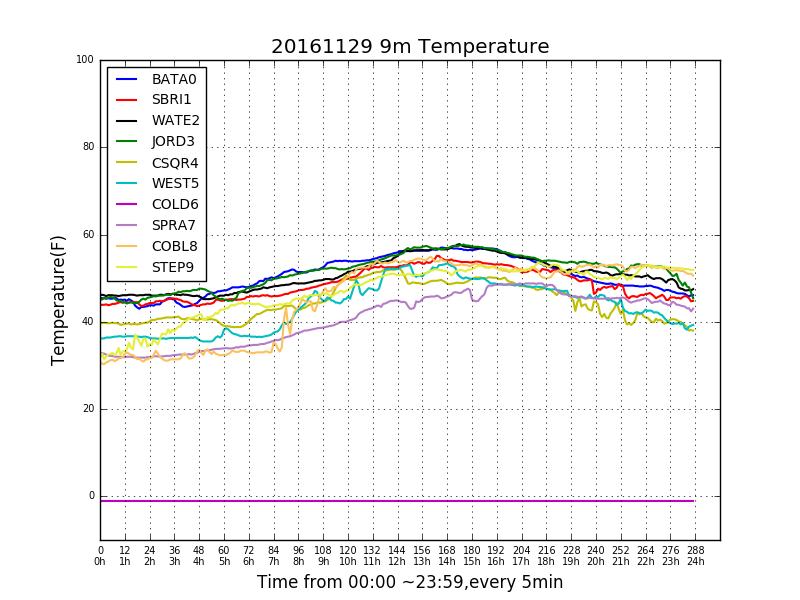 20161129 9m Temperature
100
80
60
40
20
0
Temperature(F)
BATA0
SBRI1
WATE2
JORD3
CSQR4
WEST5
COLD6
SPRA7
COBL8
STEP9
0 12 24 36 48 60 72 84 96 108 120 132 144 156 168 180 192 204 216 228 240 252 264 276 288
0h 1h 2h 3h 4h 5h 6h 7h 8h 9h 10h 11h 12h 13h 14h 15h 16h 17h 18h 19h 20h 21h 22h 23h 24h
Time from 00:00 ~23:59,every 5min